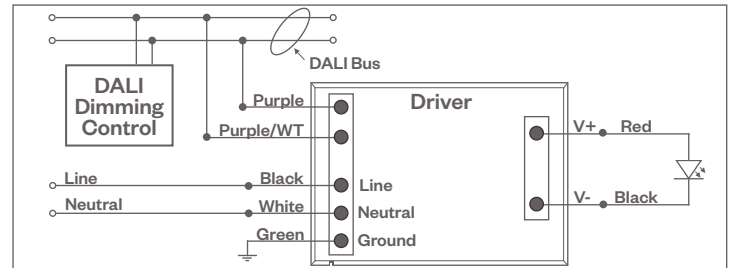 DALI Bus
DALI
Dimming
Control
Driver
Purple
Purple/WT
V+ Red
Line Black Line
Neutral White Neutral
V- Black
Green Ground